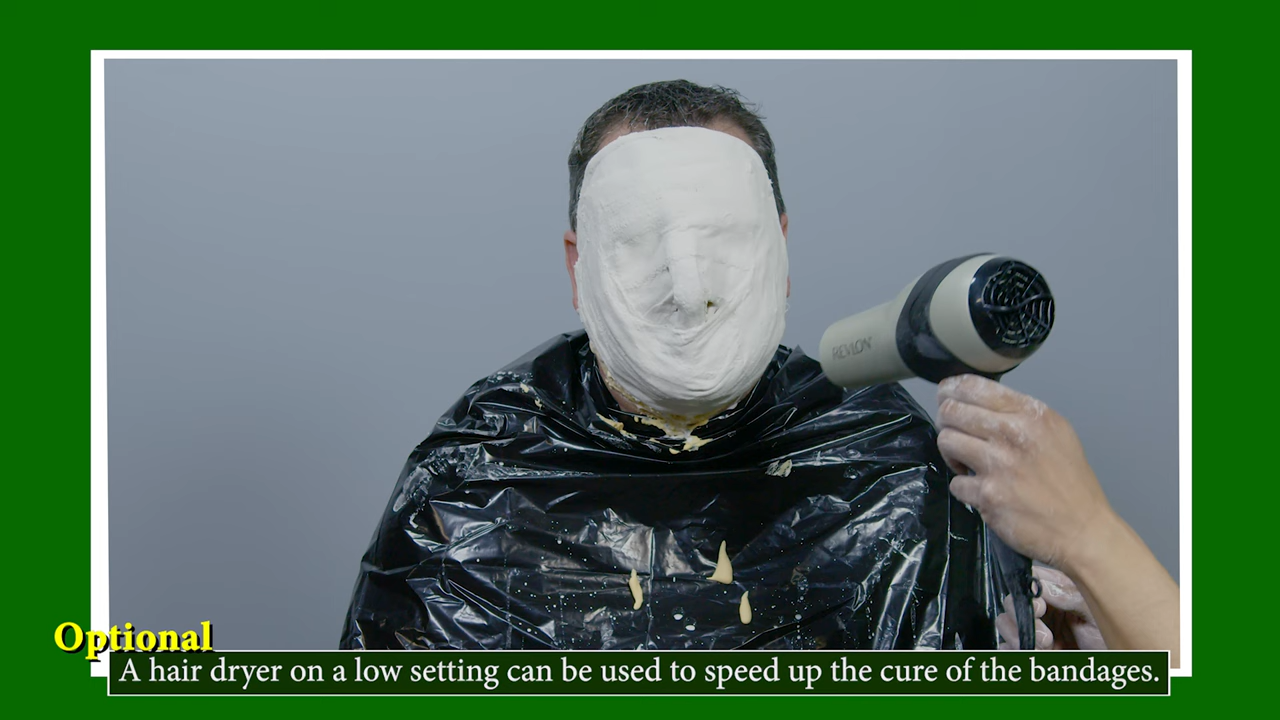 REVLON
Optional
A hair dryer on a low setting can be used to speed up the cure of the bandages.